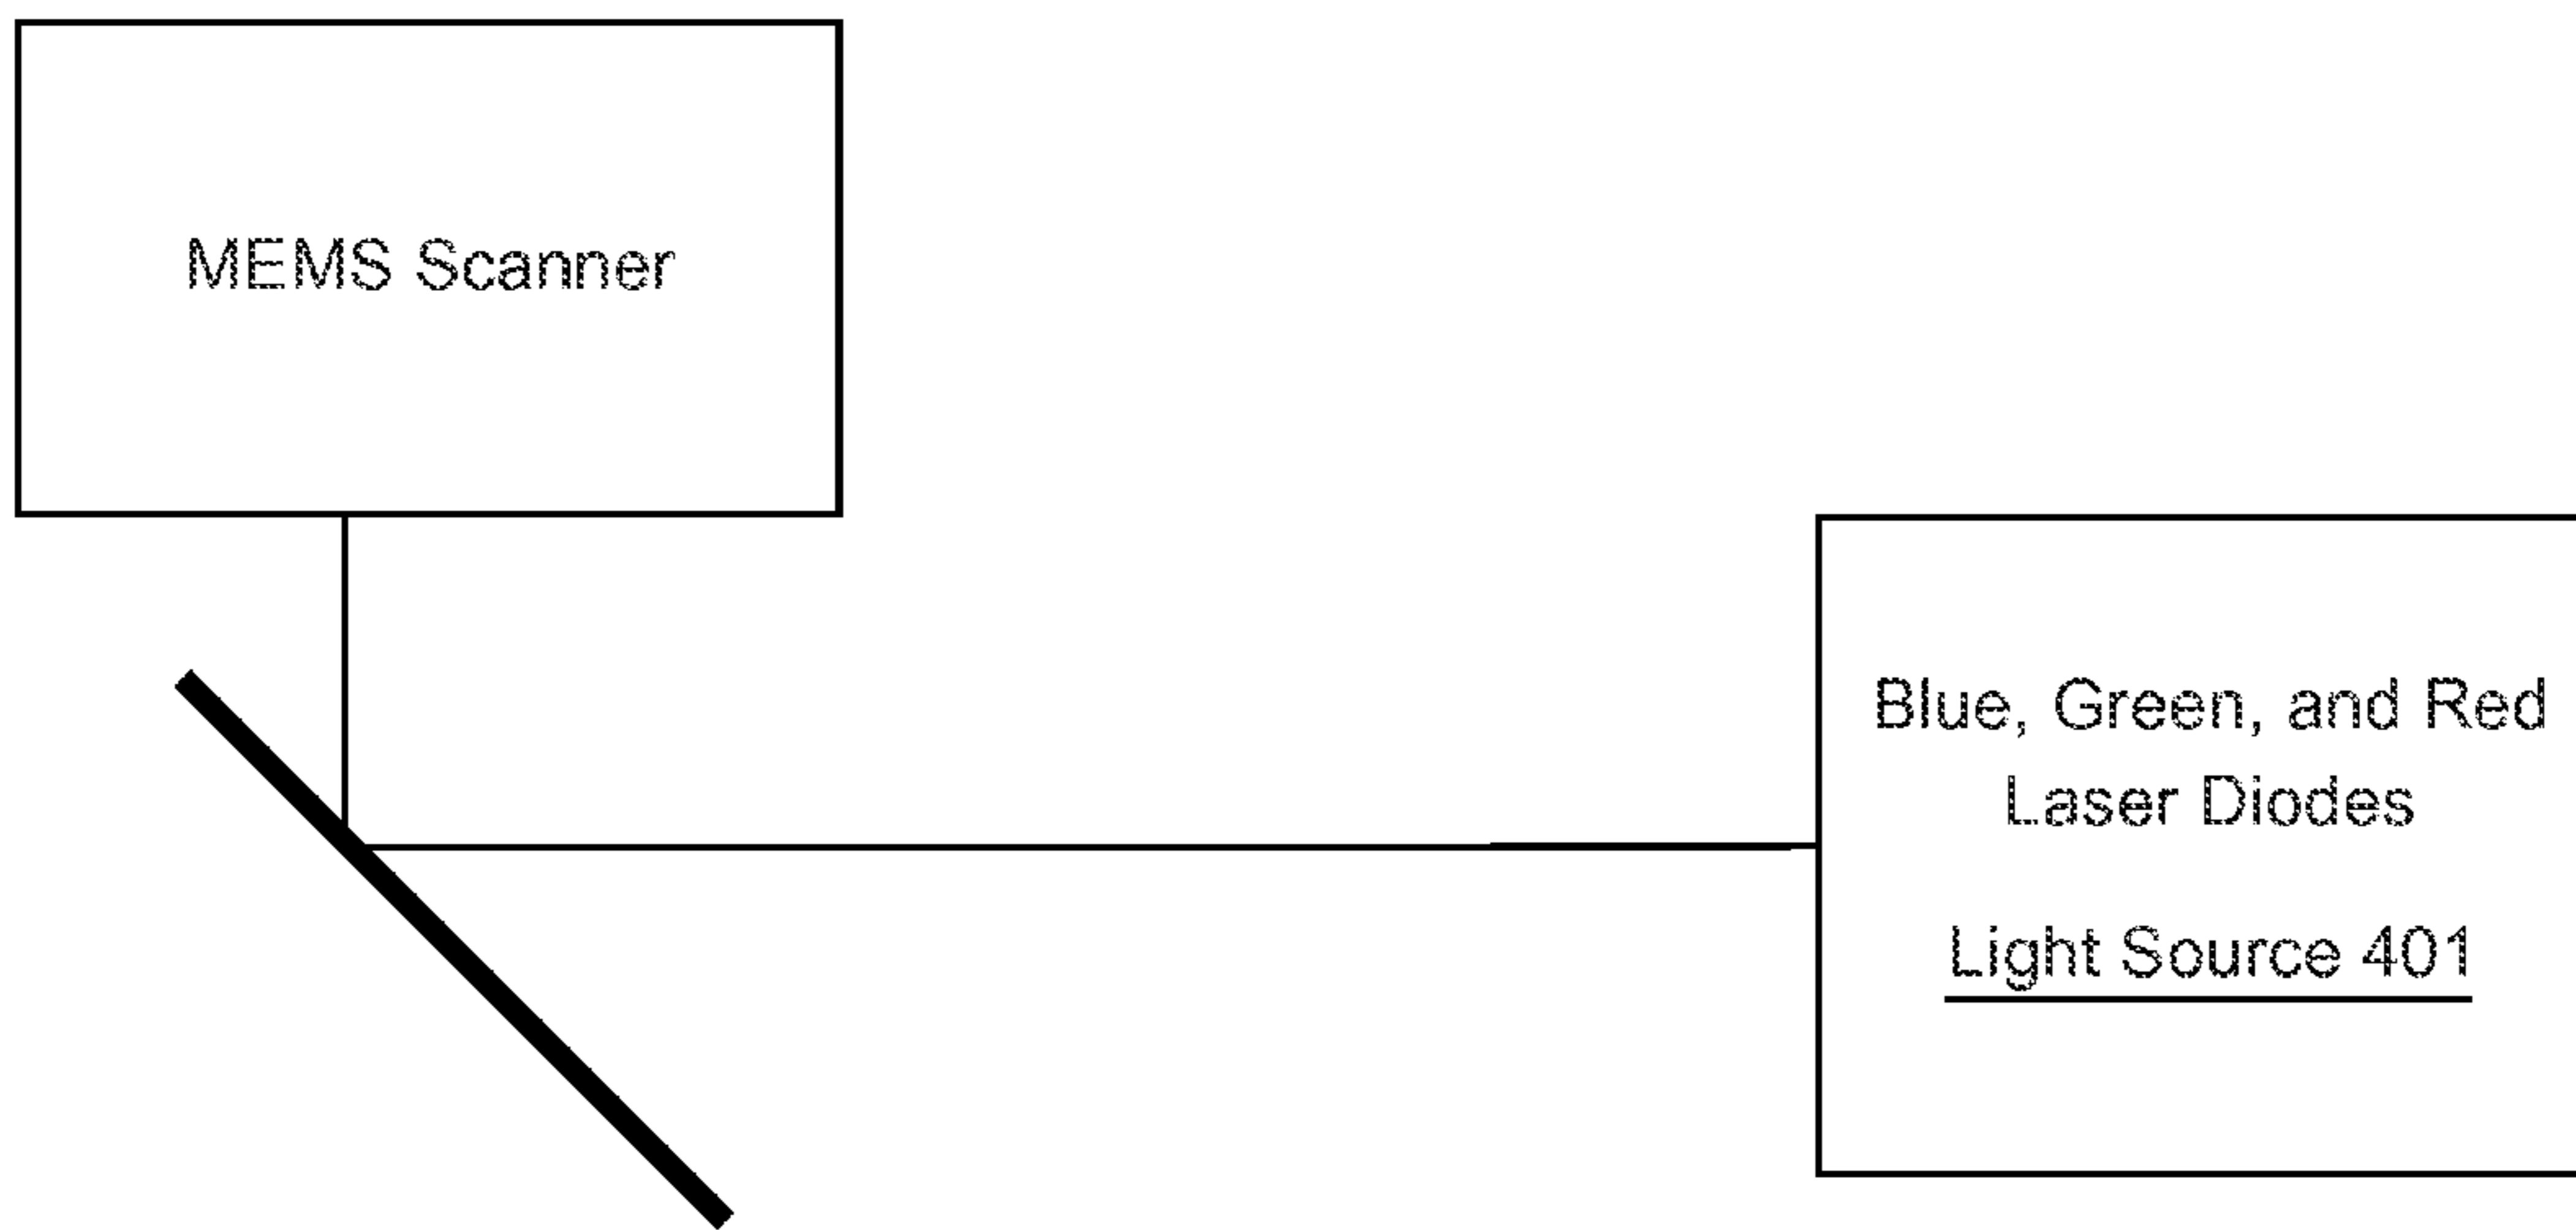 MEMS Scanner
Blue, Green, and Red
Laser Diodes
Light Source 401